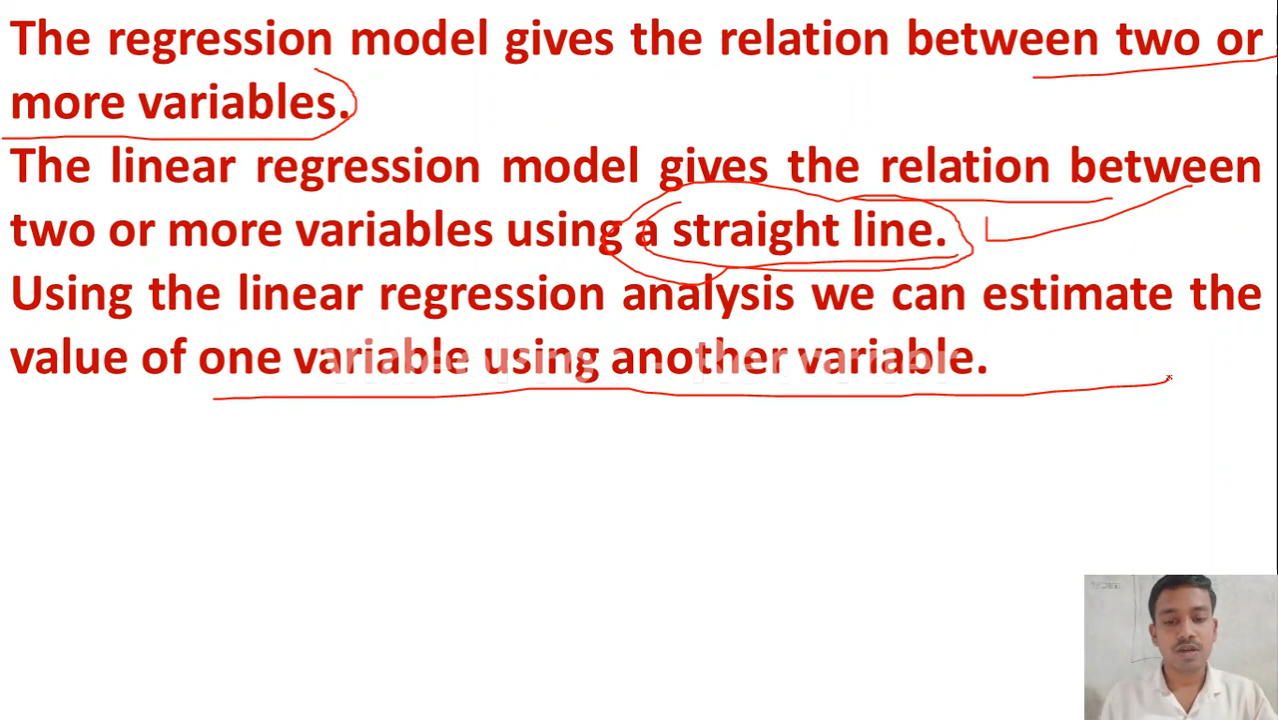 The regression model gives the relation between two or
more variables.
The linear regression model gives the relation between
two or more variables using a straight line.
Using the linear regression analysis we can estimate the
value of one variable using another variable.